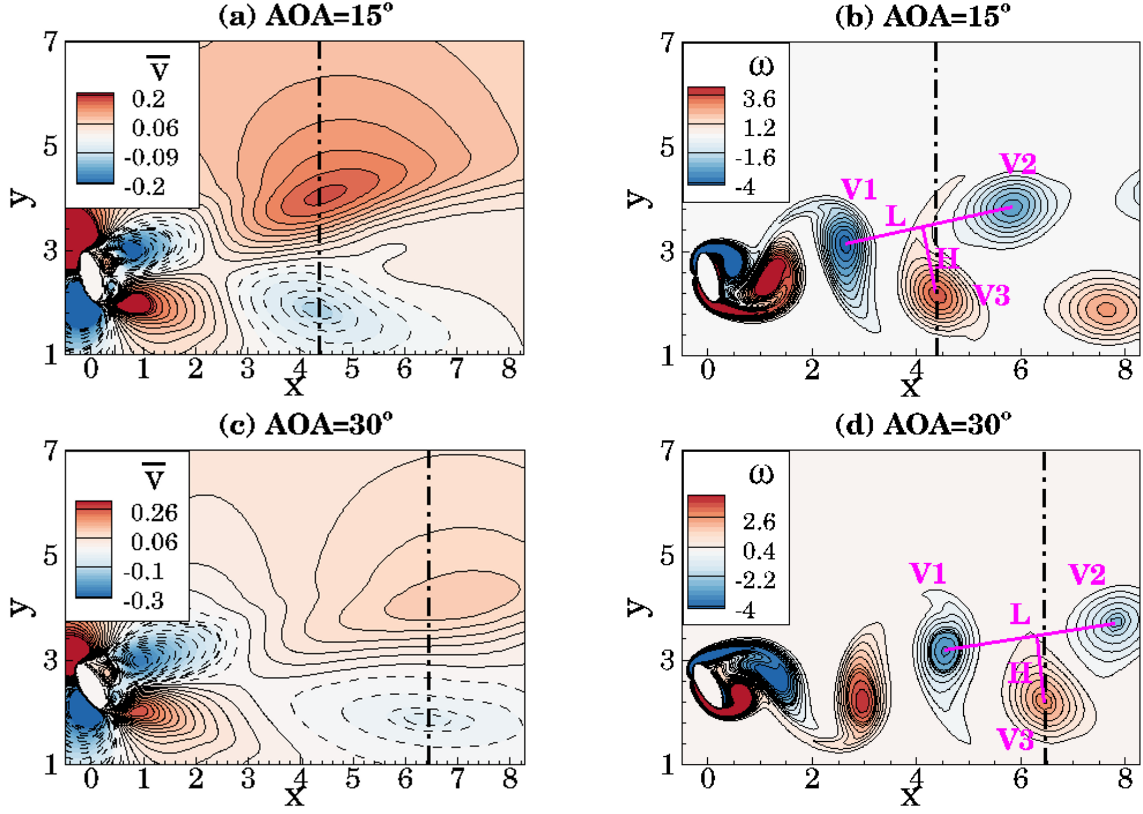 (a) AOA=15°
v̅
0.2
0.06
-0.09
-0.2
7
5
3
1
y
0 1 2 3 4 5 6 7 8
x
(b) AOA=15°
ω
3.6
1.2
-1.6
-4
V1
V2
L
H
V3
7
5
3
1
y
0 2 4 6 8
x
(c) AOA=30°
v̅
0.26
0.06
-0.1
-0.3
7
5
3
1
y
0 1 2 3 4 5 6 7 8
x
(d) AOA=30°
ω
2.6
0.4
-2.2
-4
V1
V2
L
H
V3
7
5
3
1
y
0 2 4 6 8
x